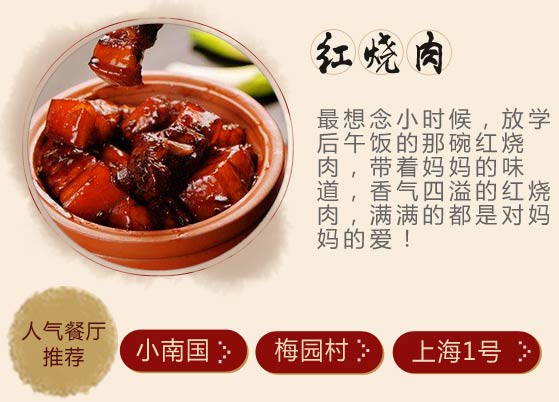 红烧肉
最想念小时候，放学
后午饭的那碗红烧
肉，带着妈妈的味
道，香气四溢的红烧
肉，满满的都是对妈
妈的爱！
人气餐厅
推荐
小南国
梅园村
上海1号